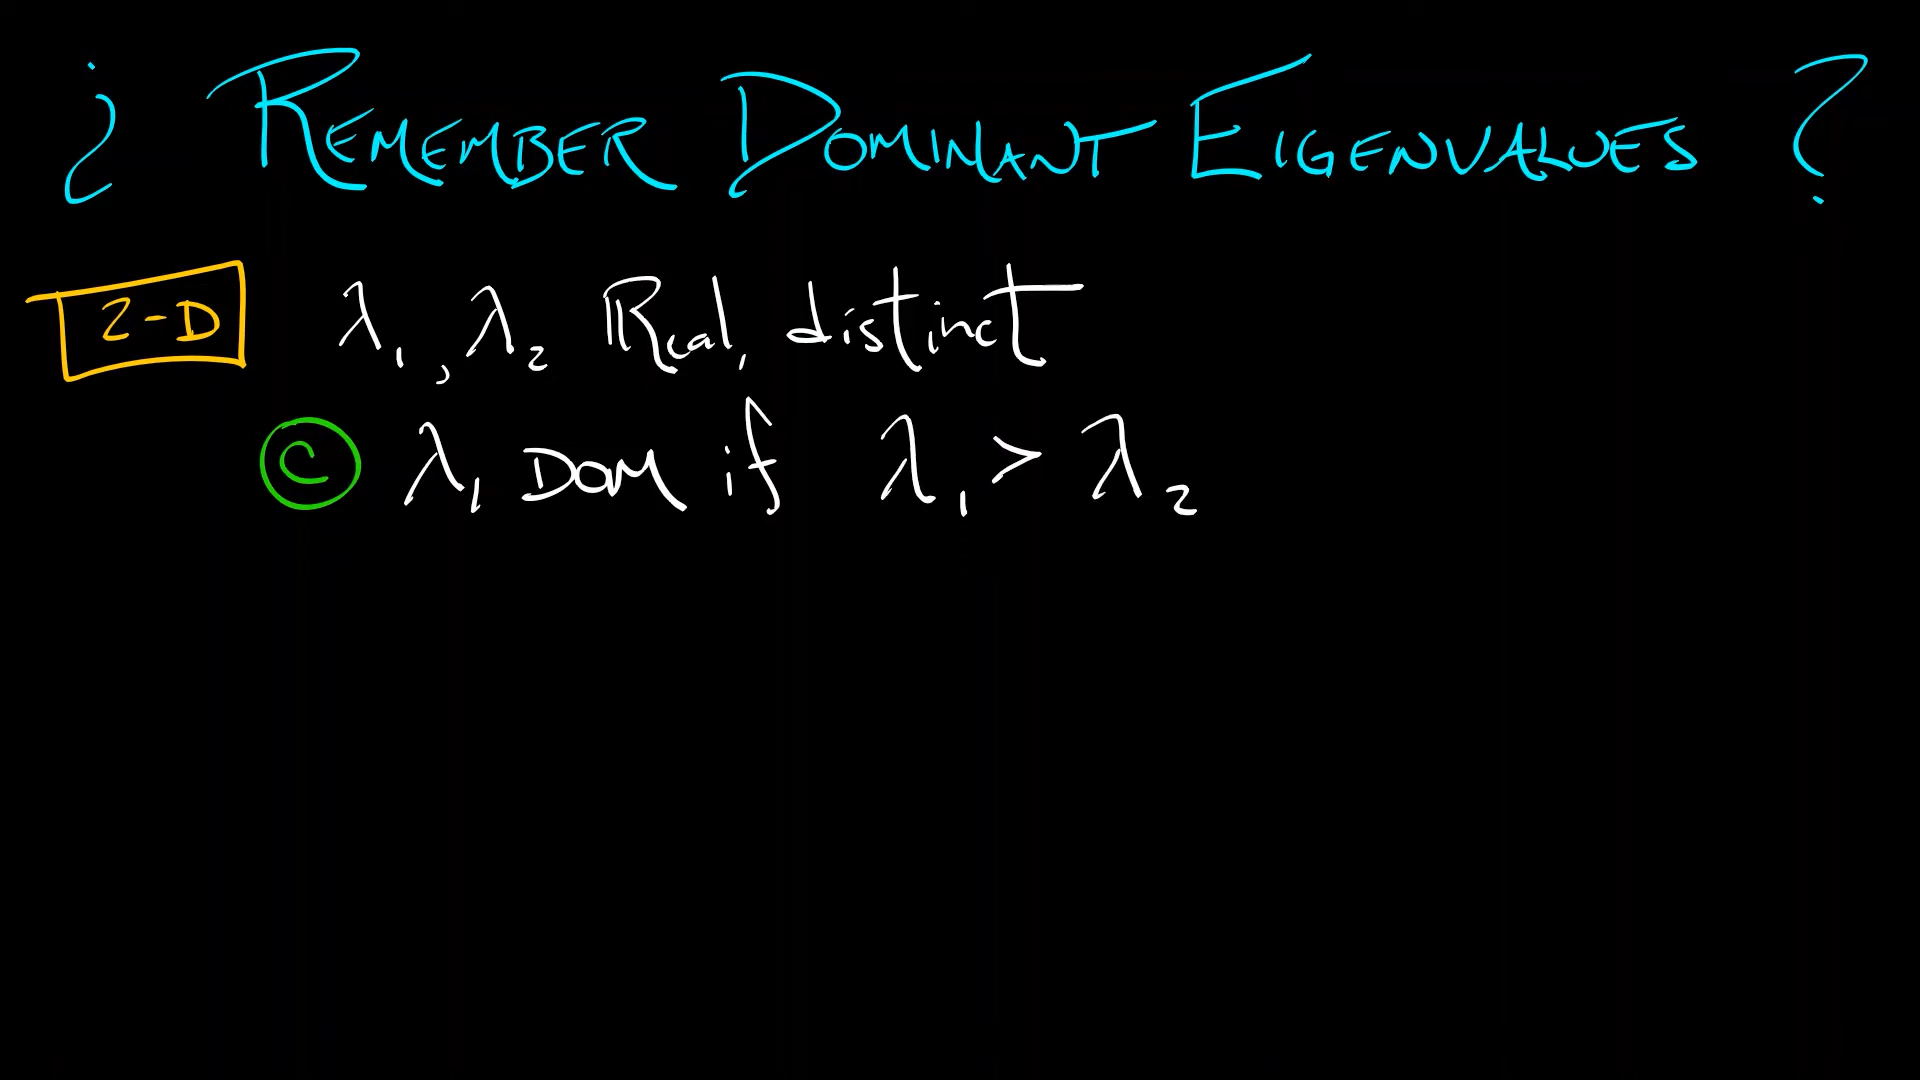 ¿ REMEMBER DOMINANT EIGENVALUES ?
2-D λ₁, λ₂ Real, distinct
C λ₁ DOM if λ₁ > λ₂